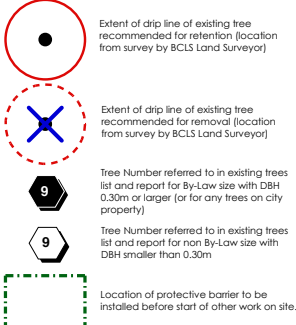 Extent of drip line of existing tree
recommended for retention (location
from survey by BCLS Land Surveyor)
Extent of drip line of existing tree
recommended for removal (location
from survey by BCLS Land Surveyor)
9
Tree Number referred to in existing trees
list and report for By-Law size with DBH
0.30m or larger (or for any trees on city
property)
9
Tree Number referred to in existing trees
list and report for non By-Law size with
DBH smaller than 0.30m
Location of protective barrier to be
installed before start of other work on site.